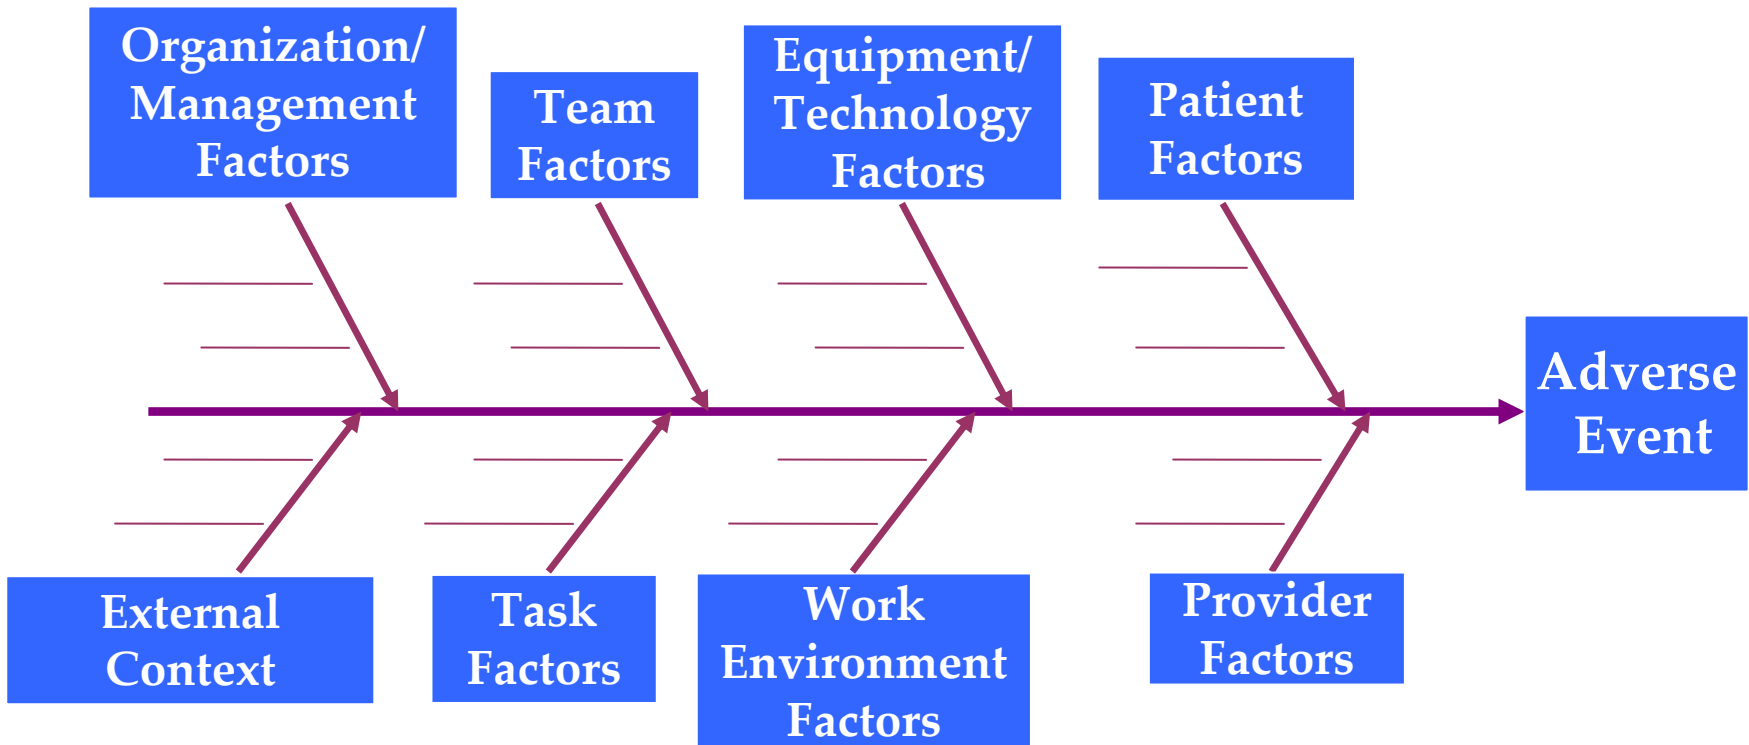 Organization/
Management
Factors
Team
Factors
Equipment/
Technology
Factors
Patient
Factors
Adverse
Event
External
Context
Task
Factors
Work
Environment
Factors
Provider
Factors